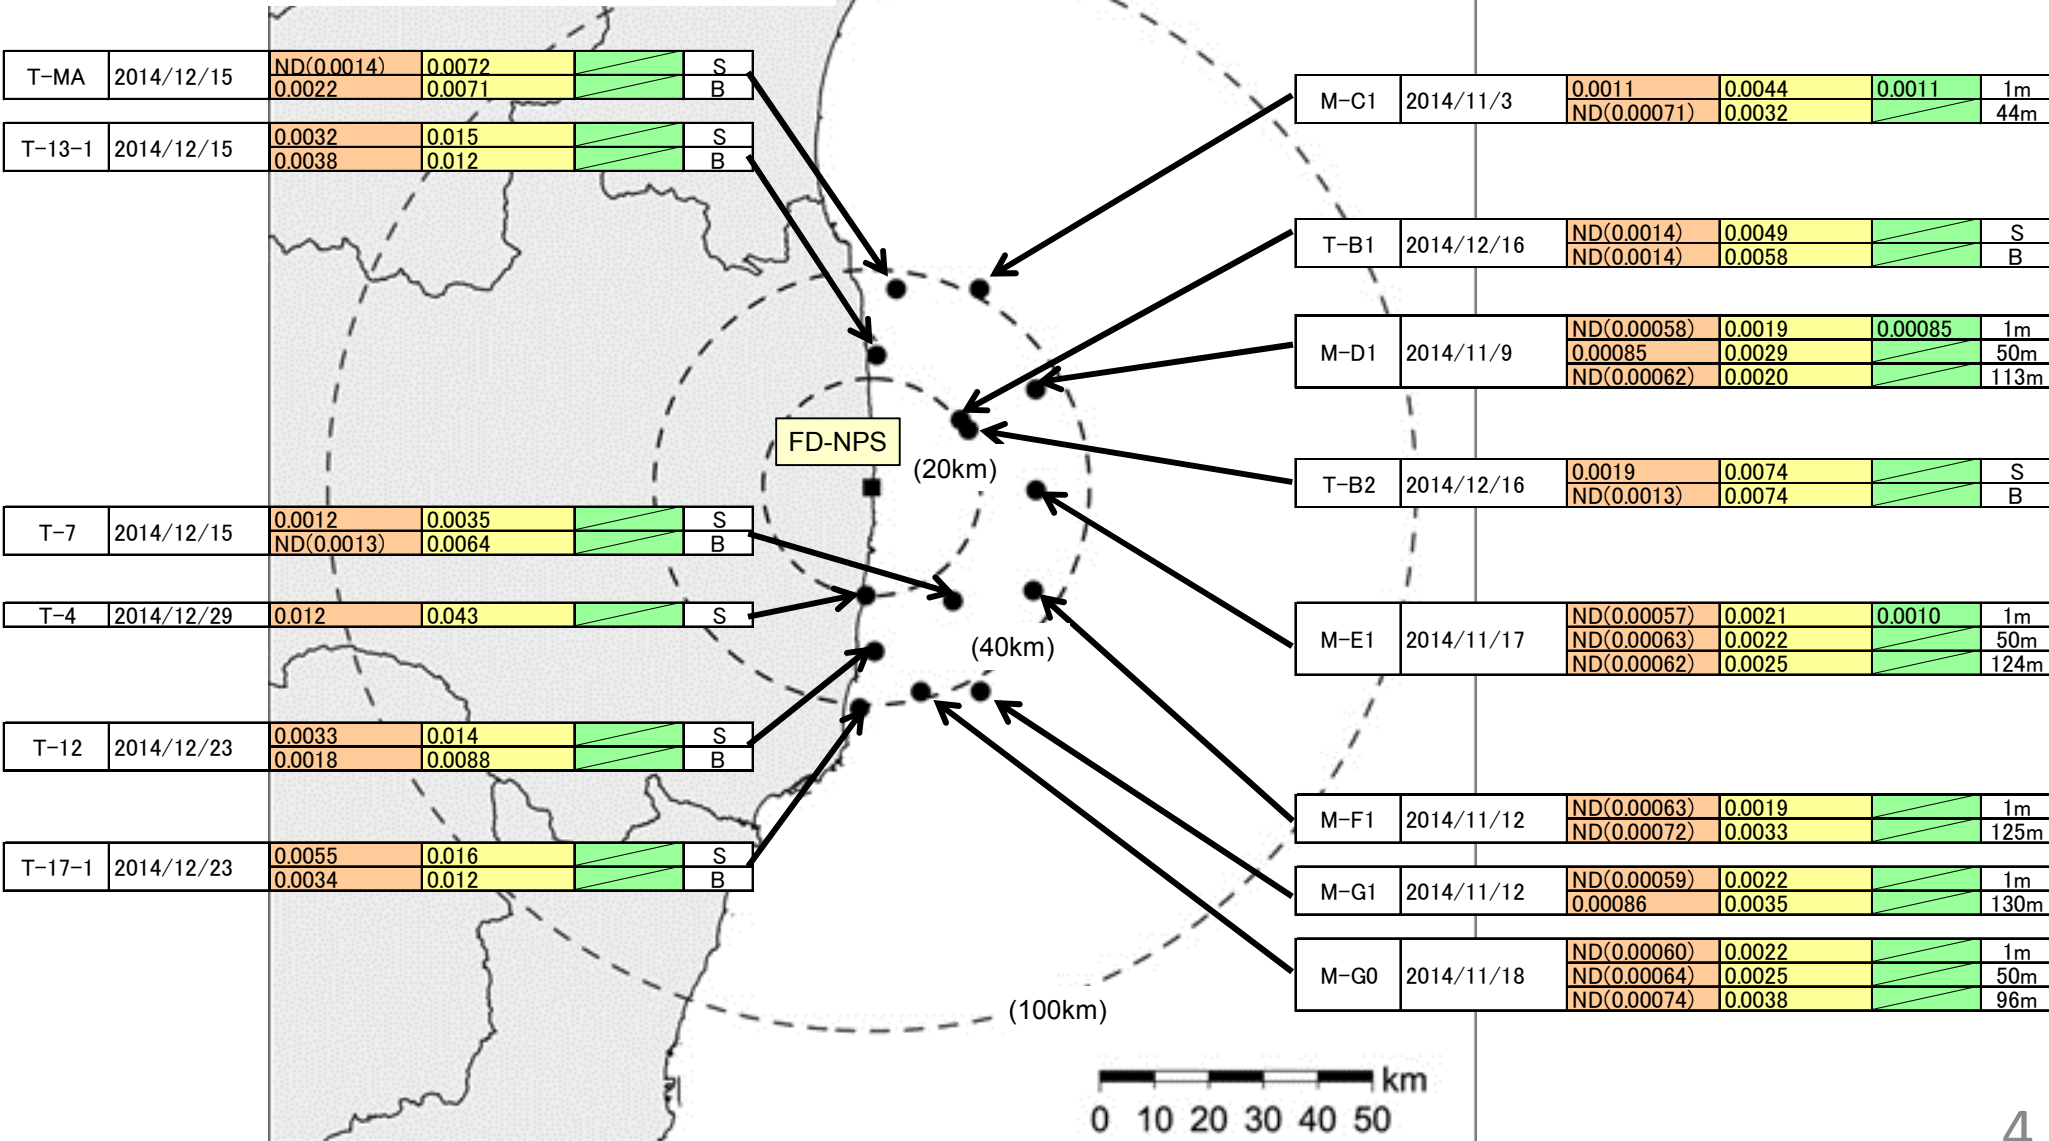 T-MA 2014/12/15 ND(0.0014) 0.0072 S
0.0022 0.0071 B
T-13-1 2014/12/15 0.0032 0.015 S
0.0038 0.012 B
T-7 2014/12/15 0.0012 0.0035 S
ND(0.0013) 0.0064 B
T-4 2014/12/29 0.012 0.043 S
T-12 2014/12/23 0.0033 0.014 S
0.0018 0.0088 B
T-17-1 2014/12/23 0.0055 0.016 S
0.0034 0.012 B
FD-NPS
(20km)
(40km)
(100km)
M-C1 2014/11/3 0.0011 0.0044 0.0011 1m
ND(0.00071) 0.0032 44m
T-B1 2014/12/16 ND(0.0014) 0.0049 S
ND(0.0014) 0.0058 B
M-D1 2014/11/9 ND(0.00058) 0.0019 0.00085 1m
0.00085 0.0029 50m
ND(0.00062) 0.0020 113m
T-B2 2014/12/16 0.0019 0.0074 S
ND(0.0013) 0.0074 B
M-E1 2014/11/17 ND(0.00057) 0.0021 0.0010 1m
ND(0.00063) 0.0022 50m
ND(0.00062) 0.0025 124m
M-F1 2014/11/12 ND(0.00063) 0.0019 1m
ND(0.00072) 0.0033 125m
M-G1 2014/11/12 ND(0.00059) 0.0022 1m
0.00086 0.0035 130m
M-G0 2014/11/18 ND(0.00060) 0.0022 1m
ND(0.00064) 0.0025 50m
ND(0.00074) 0.0038 96m
km
0 10 20 30 40 50
4